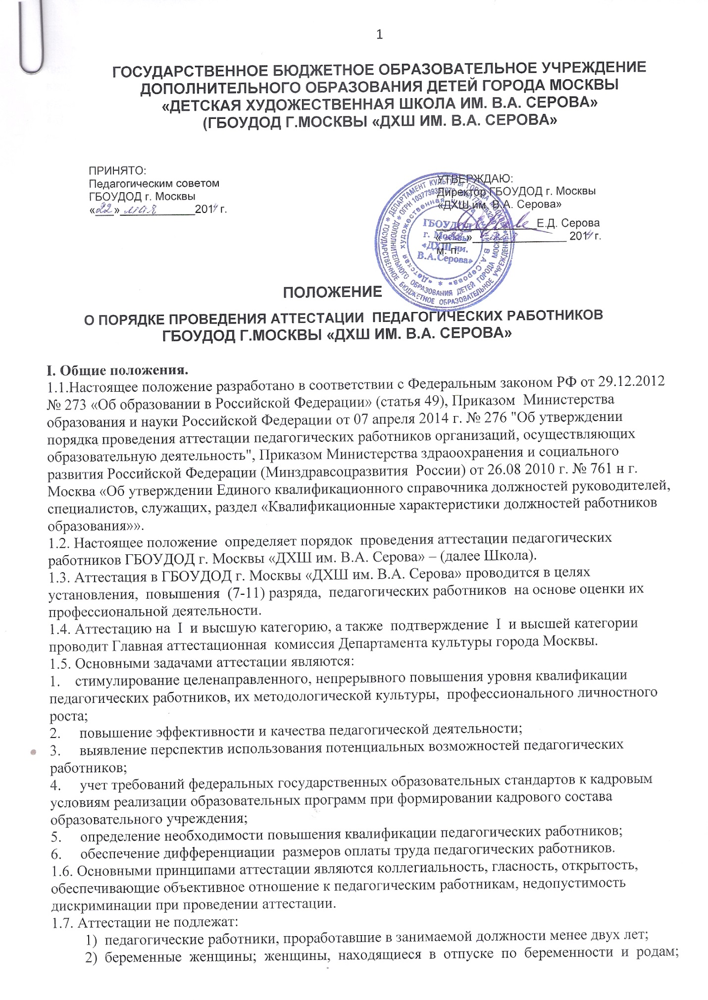 1
ГОСУДАРСТВЕННОЕ БЮДЖЕТНОЕ ОБРАЗОВАТЕЛЬНОЕ УЧРЕЖДЕНИЕ
ДОПОЛНИТЕЛЬНОГО ОБРАЗОВАНИЯ ДЕТЕЙ ГОРОДА МОСКВЫ
«ДЕТСКАЯ ХУДОЖЕСТВЕННАЯ ШКОЛА ИМ. В.А. СЕРОВА»
(ГБОУДОД Г.МОСКВЫ «ДХШ ИМ. В.А. СЕРОВА»
ПРИНЯТО:
Педагогическим советом
ГБОУДОД г. Москвы
«22» мая 2014 г.
УТВЕРЖДАЮ:
Директор ГБОУДОД г. Москвы
«ДХШ им. В.А. Серова»
Е.Д. Серова
« » 2014 г.
м. п.
ГБОУДОД
г. Москвы
«ДХШ им.
В.А.Серова»
ДЕПАРТАМЕНТ КУЛЬТУРЫ ГОРОДА МОСКВЫ
ГОСУДАРСТВЕННОЕ БЮДЖЕТНОЕ ОБРАЗОВАТЕЛЬНОЕ УЧРЕЖДЕНИЕ
ДОПОЛНИТЕЛЬНОГО ОБРАЗОВАНИЯ ДЕТЕЙ ГОРОДА МОСКВЫ
«Детская художественная школа имени В.А.Серова»
ПОЛОЖЕНИЕ
О ПОРЯДКЕ ПРОВЕДЕНИЯ АТТЕСТАЦИИ ПЕДАГОГИЧЕСКИХ РАБОТНИКОВ
ГБОУДОД Г.МОСКВЫ «ДХШ ИМ. В.А. СЕРОВА»
I. Общие положения.
1.1.Настоящее положение разработано в соответствии с Федеральным законом РФ от 29.12.2012
№ 273 «Об образовании в Российской Федерации» (статья 49), Приказом Министерства
образования и науки Российской Федерации от 07 апреля 2014 г. № 276 "Об утверждении
порядка проведения аттестации педагогических работников организаций, осуществляющих
образовательную деятельность", Приказом Министерства здраоохранения и социального
развития Российской Федерации (Минздравсоцразвития России) от 26.08 2010 г. № 761 н г.
Москва «Об утверждении Единого квалификационного справочника должностей руководителей,
специалистов, служащих, раздел «Квалификационные характеристики должностей работников
образования»».
1.2. Настоящее положение определяет порядок проведения аттестации педагогических
работников ГБОУДОД г. Москвы «ДХШ им. В.А. Серова» – (далее Школа).
1.3. Аттестация в ГБОУДОД г. Москвы «ДХШ им. В.А. Серова» проводится в целях
установления, повышения (7-11) разряда, педагогических работников на основе оценки их
профессиональной деятельности.
1.4. Аттестацию на I и высшую категорию, а также подтверждение I и высшей категории
проводит Главная аттестационная комиссия Департамента культуры города Москвы.
1.5. Основными задачами аттестации являются:
1. стимулирование целенаправленного, непрерывного повышения уровня квалификации
педагогических работников, их методологической культуры, профессионального личностного
роста;
2. повышение эффективности и качества педагогической деятельности;
3. выявление перспектив использования потенциальных возможностей педагогических
работников;
4. учет требований федеральных государственных образовательных стандартов к кадровым
условиям реализации образовательных программ при формировании кадрового состава
образовательного учреждения;
5. определение необходимости повышения квалификации педагогических работников;
6. обеспечение дифференциации размеров оплаты труда педагогических работников.
1.6. Основными принципами аттестации являются коллегиальность, гласность, открытость,
обеспечивающие объективное отношение к педагогическим работникам, недопустимость
дискриминации при проведении аттестации.
1.7. Аттестации не подлежат:
1) педагогические работники, проработавшие в занимаемой должности менее двух лет;
2) беременные женщины; женщины, находящиеся в отпуске по беременности и родам;